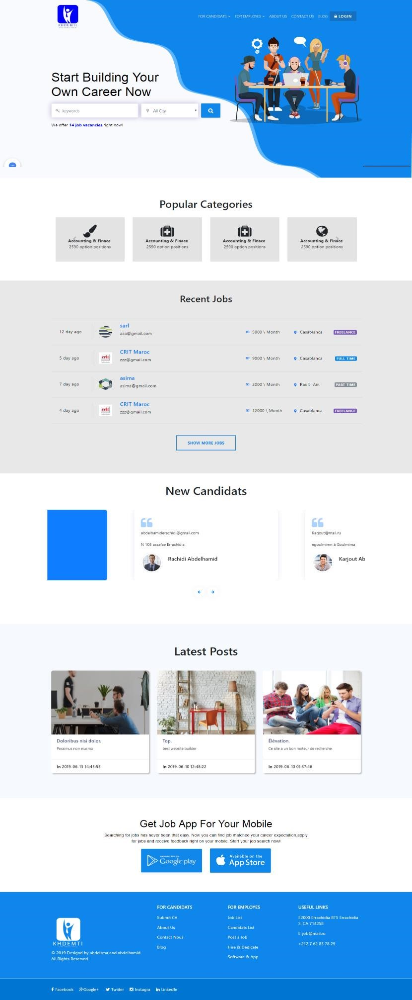 KHDEMTI
FOR CANDIDATS
FOR EMPLOYES
ABOUT US
CONTACT US
BLOG
LOGIN
Start Building Your
Own Career Now
keywords
All City
We offer 14 job vacancies right now!
Popular Categories
Accounting & Finace
2590 option positions
Accounting & Finace
2590 option positions
Accounting & Finace
2590 option positions
Accounting & Finace
2590 option positions
Recent Jobs
12 day ago
sarl
aaa@gmail.com
5000 \ Month
Casablanca
FREELANCE
5 day ago
crit
CRIT Maroc
zzz@gmail.com
9000 \ Month
Casablanca
FULL TIME
7 day ago
asima
asima@gmail.com
2000 \ Month
Ras El Aïn
PART TIME
4 day ago
crit
CRIT Maroc
zzz@gmail.com
12000 \ Month
Casablanca
FREELANCE
SHOW MORE JOBS
New Candidats
abdelhamiderachidi@gmail.com
N 105 assafae Errachidia
Rachidi Abdelhamid
Karjout@mail.ru
egoulmimn à Goulmima
Karjout Ab
Latest Posts
Doloribus nisi dolor.
Possimus non eiusmo
In 2019-06-13 14:45:55
Top.
best website builder
In 2019-06-10 12:48:22
Élévation.
Ce site a un bon moteur de recherche
In 2019-06-10 01:37:46
Get Job App For Your Mobile
Searching for jobs has never been that easy. Now you can find job matched your career expectation,apply
for jobs and receive feedback right on your mobile. Start your job search now!
ANDROID APP ON
Google play
Available on the
App Store
KHDEMTI
© 2019 Designd by abdelsma and abdelhamid
All Rights Reserved
FOR CANDIDATS
Submit CV
About Us
Contact Nous
Blog
FOR EMPLOYES
Job List
Candidats List
Post a Job
Hire & Dedicate
Software & App
USEFUL LINKS
52000 Errachidia BTS Errachidia
S, CA 714258
E-job@mail.ru
+212 7 62 83 78 25
Facebook
Google+
Twiiter
Instagra
LinkedIn